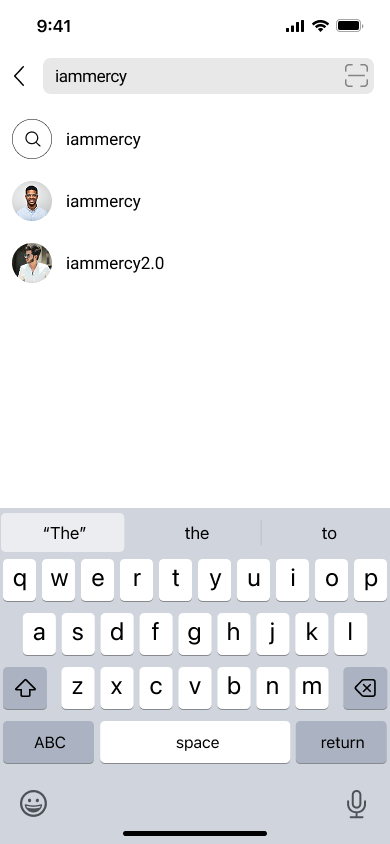 9:41
iammercy
iammercy
iammercy
iammercy2.0
“The” the to
q w e r t y u i o p
a s d f g h j k l
z x c v b n m
ABC space return